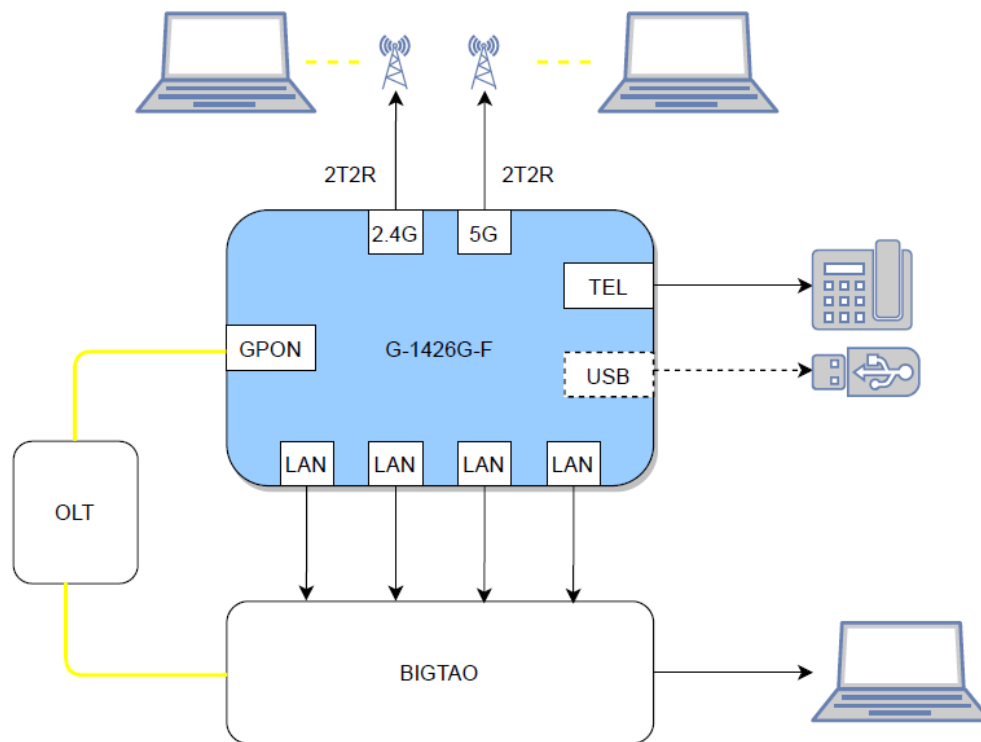 2T2R
2T2R
2.4G
5G
TEL
GPON
G-1426G-F
USB
LAN
LAN
LAN
LAN
OLT
BIGTAO